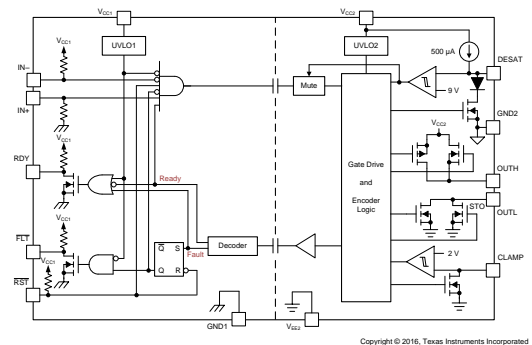 VCC1
VCC2
UVLO1
UVLO2
500 µA
DESAT
VCC1
IN–
Mute
9 V
IN+
GND2
VCC1
VCC2
RDY
Ready
Gate Drive
and
Encoder
Logic
OUTH
OUTL
STO
VCC1
FLT
Fault
Decoder
Q S
Q R
2 V
CLAMP
VCC1
RST
GND1
VEE2
Copyright © 2016, Texas Instruments Incorporated